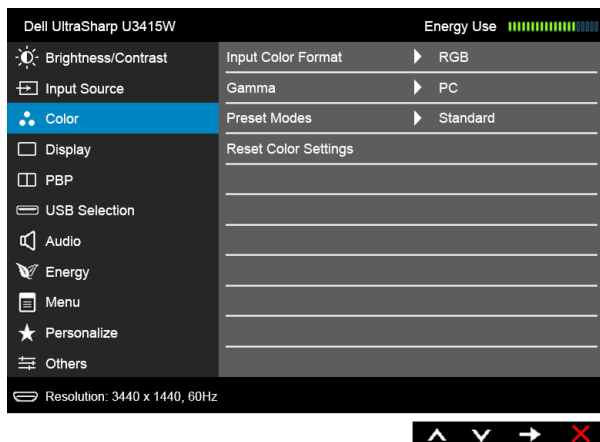 Dell UltraSharp U3415W Energy Use
Brightness/Contrast Input Color Format RGB
Input Source Gamma PC
Color Preset Modes Standard
Display Reset Color Settings
PBP
USB Selection
Audio
Energy
Menu
Personalize
Others
Resolution: 3440 x 1440, 60Hz